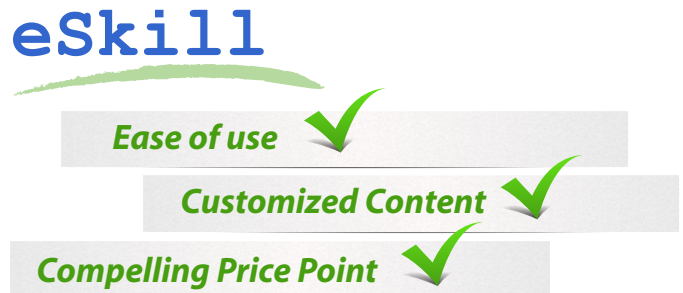 eSkill
Ease of use
Customized Content
Compelling Price Point